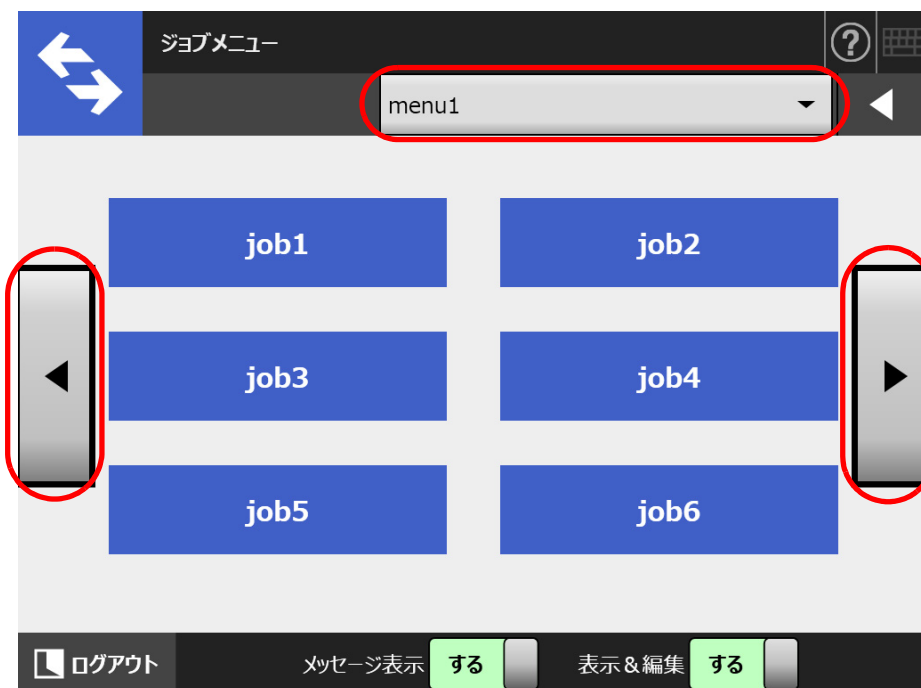 ジョブメニュー
?
menu1
job1
job2
job3
job4
job5
job6
ログアウト
メッセージ表示 する
表示&編集 する